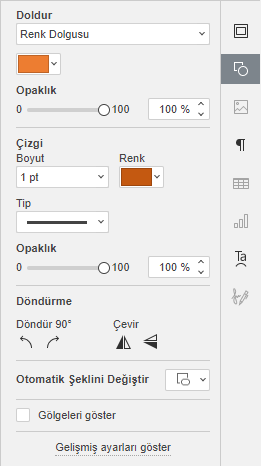 Doldur
Renk Dolgusu
Opaklık
0 100 100 %
Çizgi
Boyut Renk
1 pt
Tip
Opaklık
0 100 100 %
Döndürme
Döndür 90° Çevir
Otomatik Şeklini Değiştir
Gölgeleri göster
Gelişmiş ayarları göster
Ta